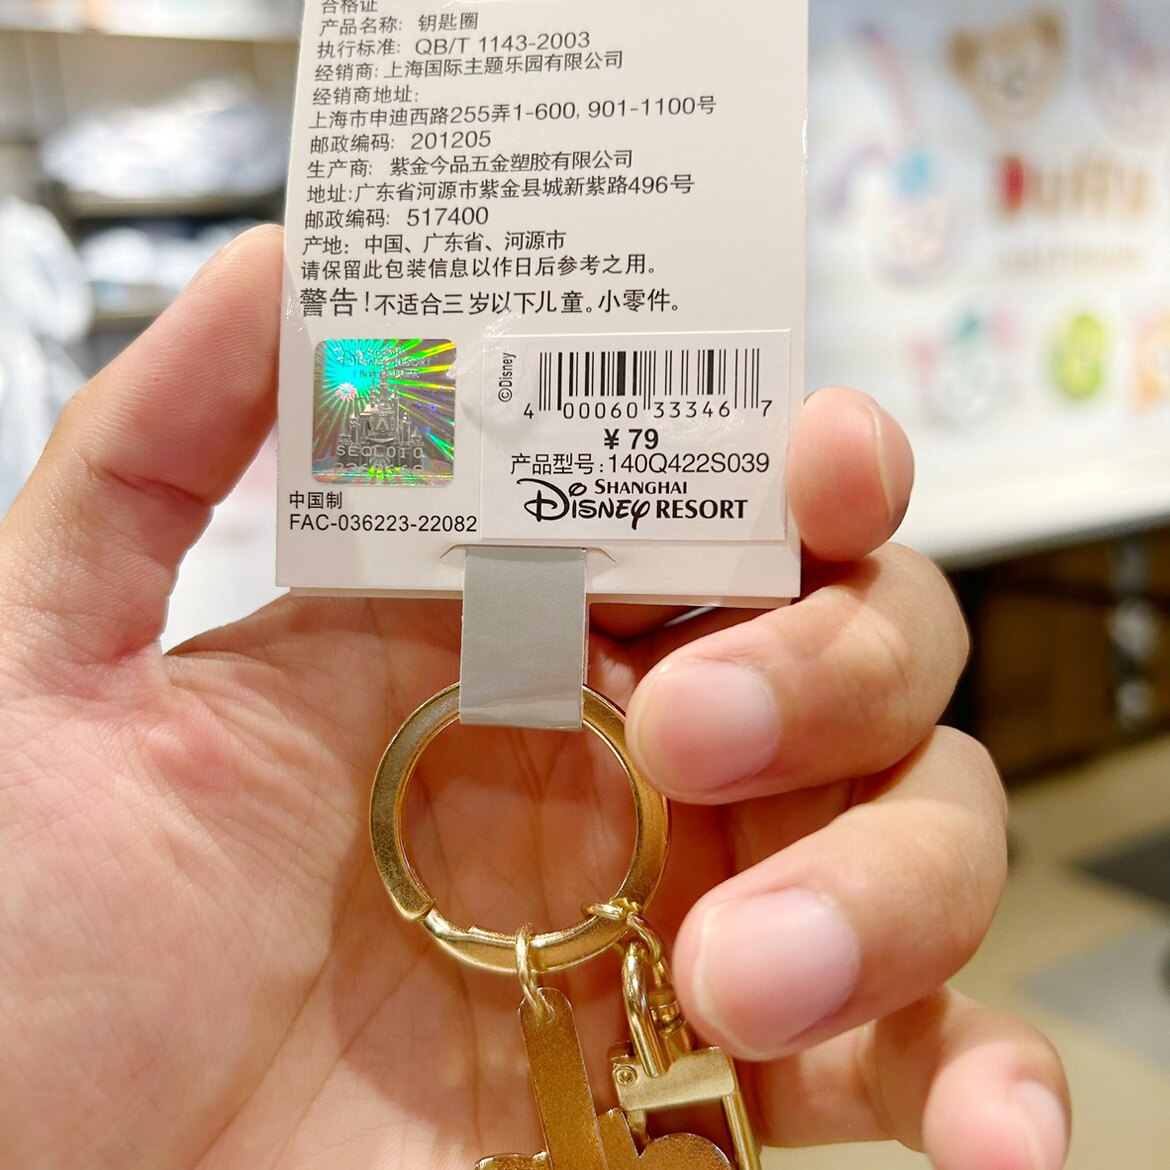 合格证
产品名称: 钥匙圈
执行标准: QB/T 1143-2003
经销商: 上海国际主题乐园有限公司
经销商地址:
上海市申迪西路255弄1-600, 901-1100号
邮政编码: 201205
生产商: 紫金今品五金塑胶有限公司
地址:广东省河源市紫金县城新紫路496号
邮政编码: 517400
产地: 中国、广东省、河源市
请保留此包装信息以作日后参考之用。
警告!不适合三岁以下儿童。小零件。
©Disney
4 00060 33346 7
¥ 79
产品型号:140Q422S039
SHANGHAI
Disney RESORT
中国制
FAC-036223-22082
Duffy